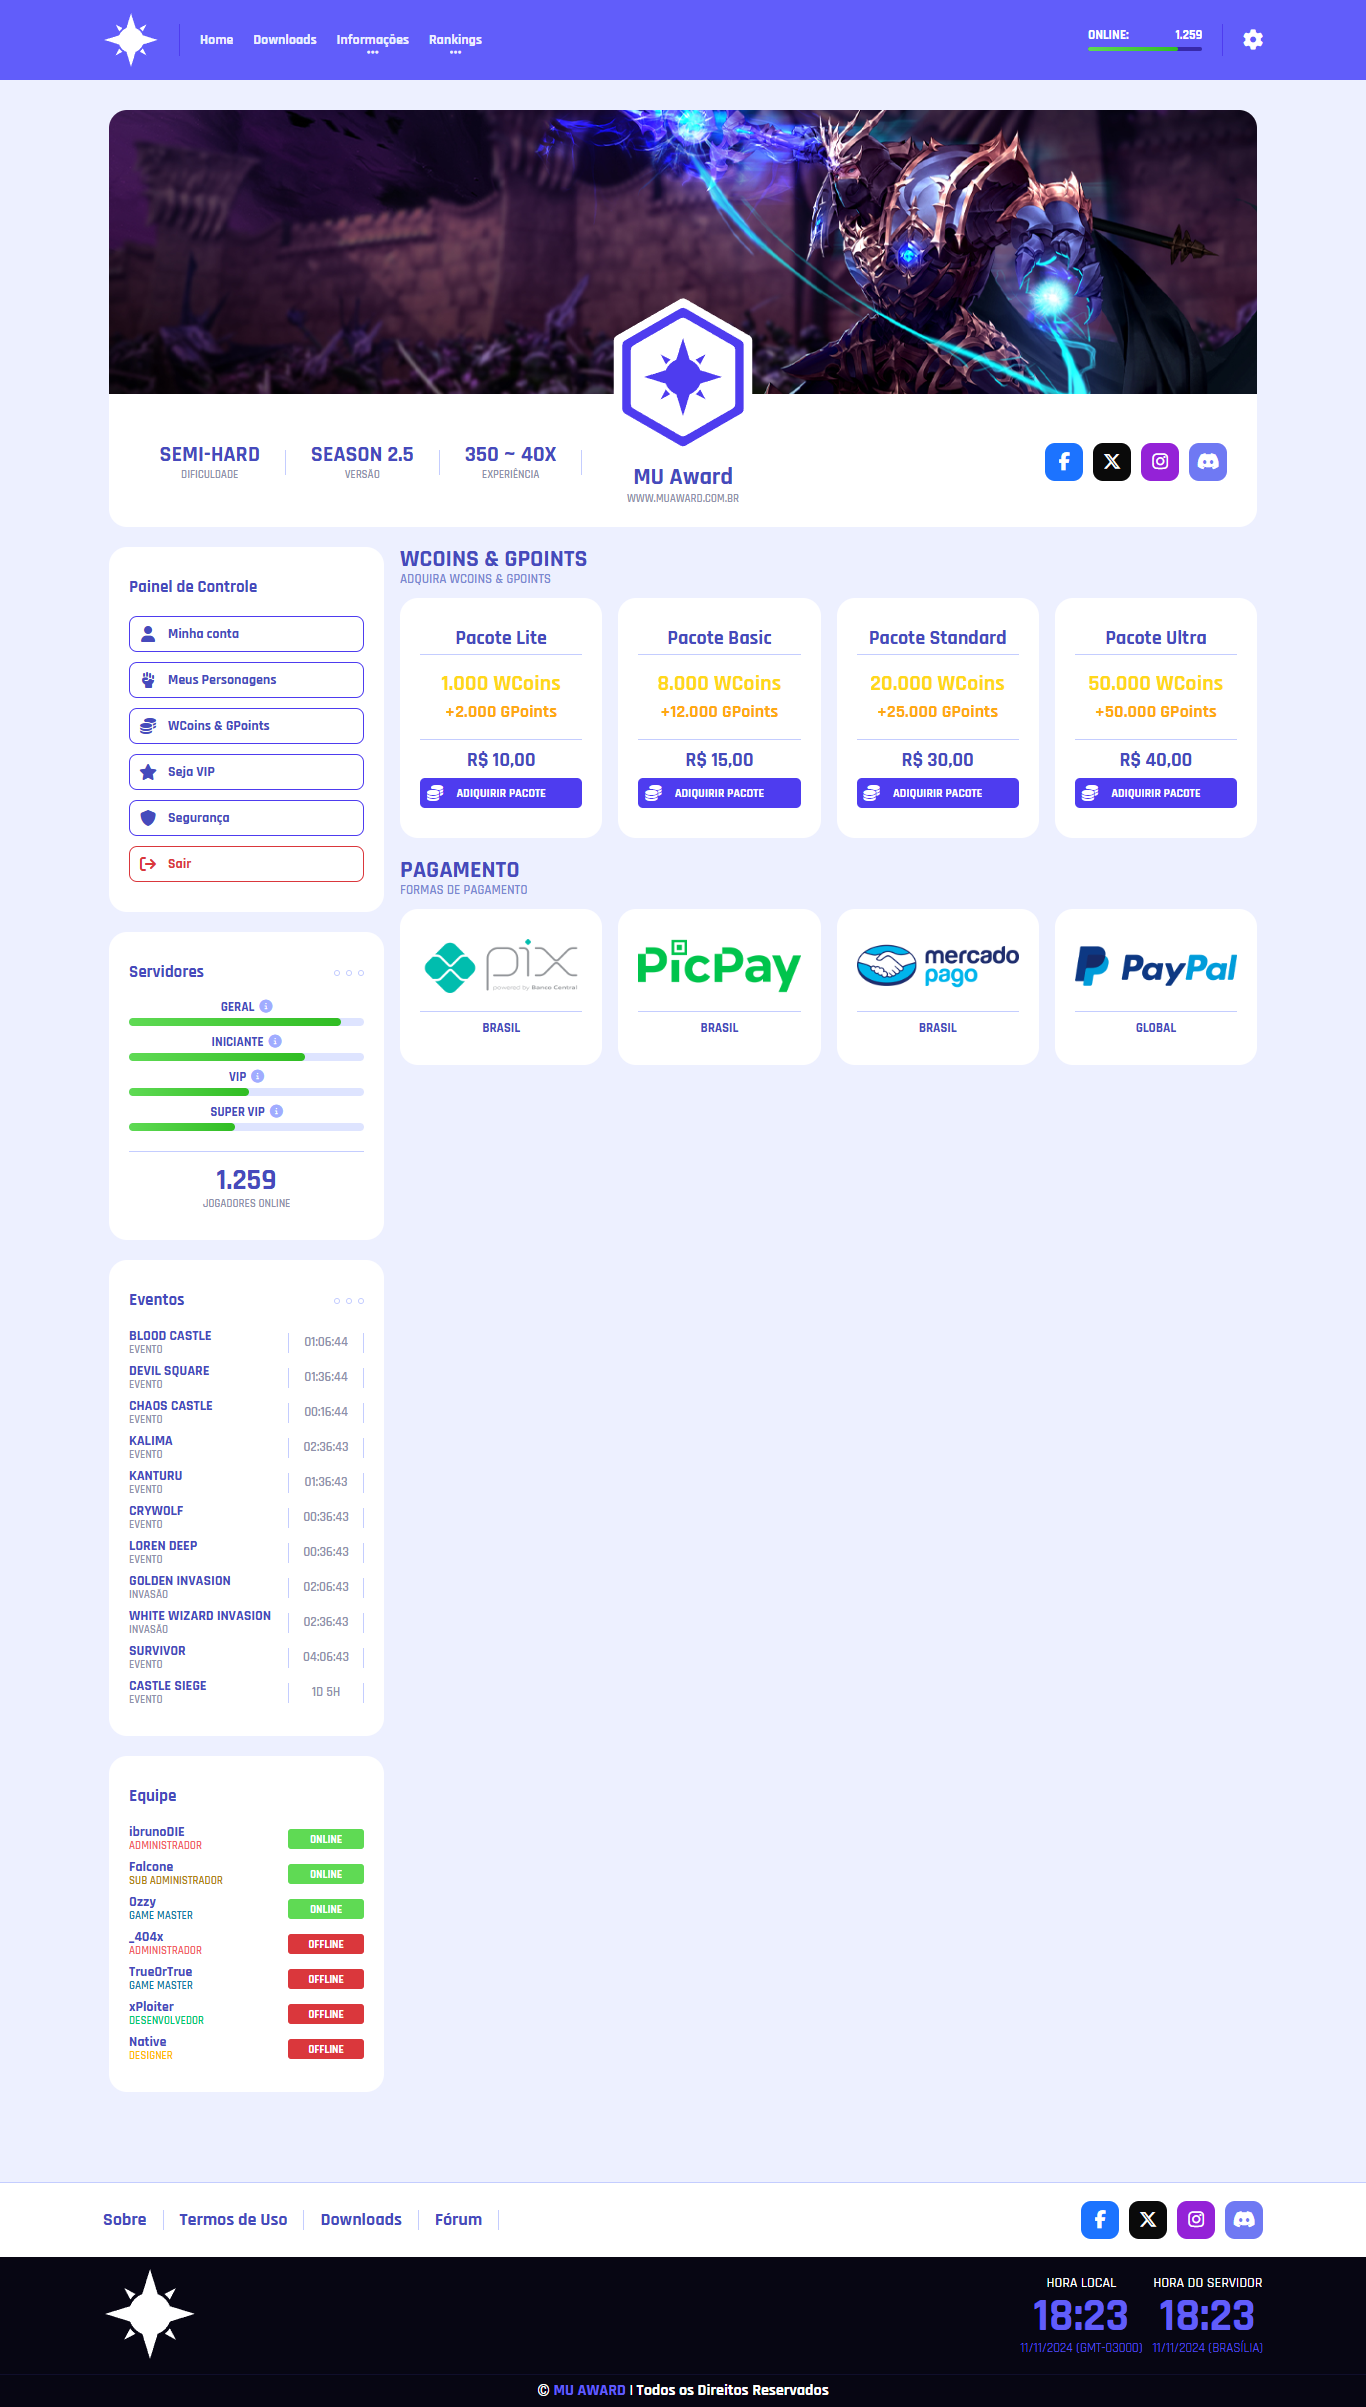 Home Downloads Informações Rankings
ONLINE: 1.259
SEMI-HARD
DIFICULDADE
SEASON 2.5
VERSÃO
350 ~ 40X
EXPERIÊNCIA
MU Award
WWW.MUAWARD.COM.BR
Painel de Controle
Minha conta
Meus Personagens
WCoins & GPoints
Seja VIP
Segurança
Sair
Servidores
GERAL
INICIANTE
VIP
SUPER VIP
1.259
JOGADORES ONLINE
Eventos
BLOOD CASTLE
EVENTO
01:06:44
DEVIL SQUARE
EVENTO
01:36:44
CHAOS CASTLE
EVENTO
00:16:44
KALIMA
EVENTO
02:36:43
KANTURU
EVENTO
01:36:43
CRYWOLF
EVENTO
00:36:43
LOREN DEEP
EVENTO
00:36:43
GOLDEN INVASION
INVASÃO
02:06:43
WHITE WIZARD INVASION
INVASÃO
02:36:43
SURVIVOR
EVENTO
04:06:43
CASTLE SIEGE
EVENTO
1D 5H
Equipe
ibrunoDIE
ADMINISTRADOR
ONLINE
Falcone
SUB ADMINISTRADOR
ONLINE
Ozzy
GAME MASTER
ONLINE
_404x
ADMINISTRADOR
OFFLINE
TrueOrTrue
GAME MASTER
OFFLINE
xPloiter
DESENVOLVEDOR
OFFLINE
Native
DESIGNER
OFFLINE
WCOINS & GPOINTS
ADQUIRA WCOINS & GPOINTS
Pacote Lite
1.000 WCoins
+2.000 GPoints
R$ 10,00
ADIQUIRIR PACOTE
Pacote Basic
8.000 WCoins
+12.000 GPoints
R$ 15,00
ADIQUIRIR PACOTE
Pacote Standard
20.000 WCoins
+25.000 GPoints
R$ 30,00
ADIQUIRIR PACOTE
Pacote Ultra
50.000 WCoins
+50.000 GPoints
R$ 40,00
ADIQUIRIR PACOTE
PAGAMENTO
FORMAS DE PAGAMENTO
pix
powered by Banco Central
BRASIL
PicPay
BRASIL
mercado
pago
BRASIL
PayPal
GLOBAL
Sobre Termos de Uso Downloads Fórum
HORA LOCAL
18:23
11/11/2024 (GMT-03000)
HORA DO SERVIDOR
18:23
11/11/2024 (BRASÍLIA)
© MU AWARD | Todos os Direitos Reservados